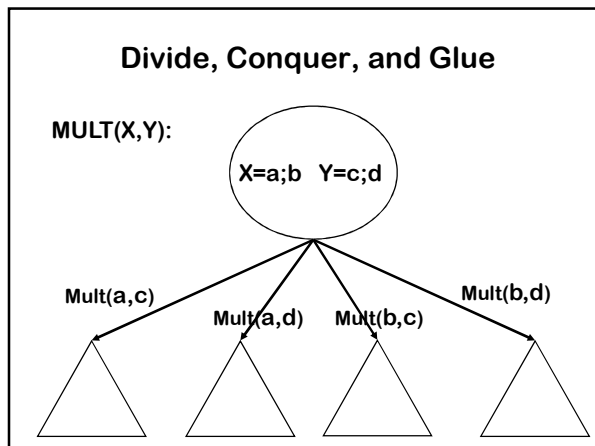 Divide, Conquer, and Glue
MULT(X,Y):
X=a;b Y=c;d
Mult(a,c)
Mult(a,d)
Mult(b,c)
Mult(b,d)